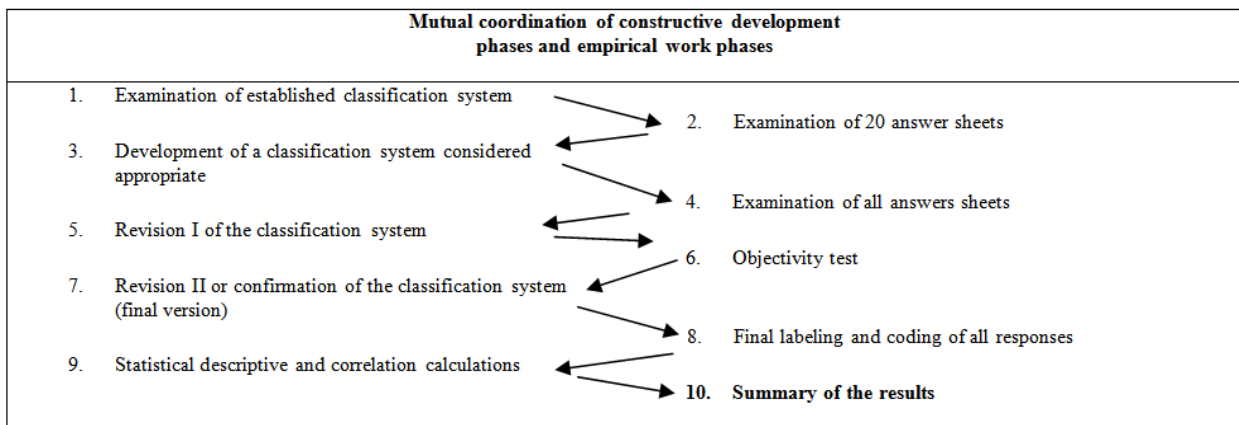 Mutual coordination of constructive development
phases and empirical work phases
1. Examination of established classification system
2. Examination of 20 answer sheets
3. Development of a classification system considered
appropriate
4. Examination of all answers sheets
5. Revision I of the classification system
6. Objectivity test
7. Revision II or confirmation of the classification system
(final version)
8. Final labeling and coding of all responses
9. Statistical descriptive and correlation calculations
10. Summary of the results